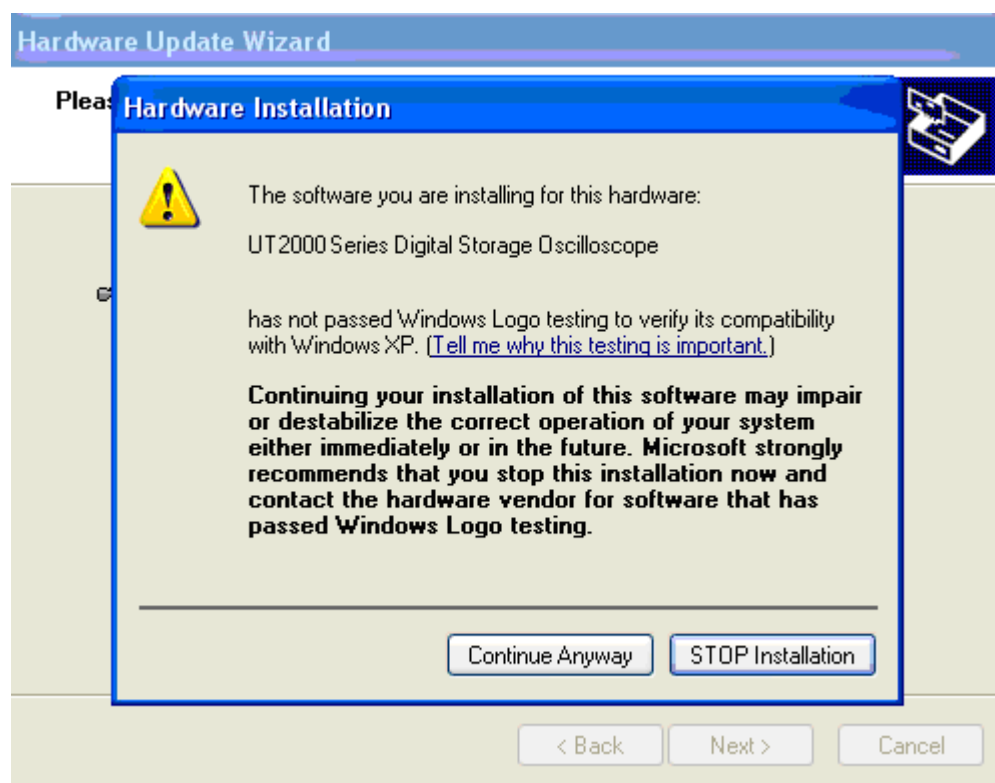 Hardware Update Wizard
Pleas
Hardware Installation
The software you are installing for this hardware:
UT2000 Series Digital Storage Oscilloscope
has not passed Windows Logo testing to verify its compatibility
with Windows XP. (Tell me why this testing is important.)
Continuing your installation of this software may impair
or destabilize the correct operation of your system
either immediately or in the future. Microsoft strongly
recommends that you stop this installation now and
contact the hardware vendor for software that has
passed Windows Logo testing.
Continue Anyway
STOP Installation
< Back
Next >
Cancel